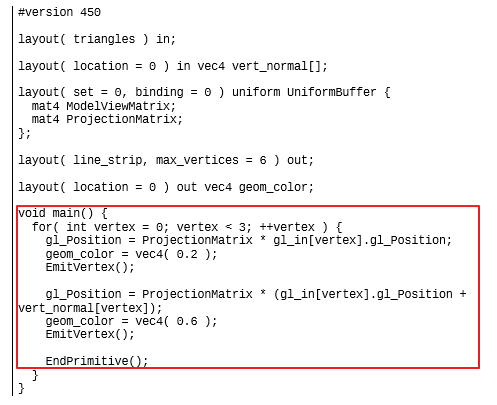 #version 450
layout( triangles ) in;
layout( location = 0 ) in vec4 vert_normal[];
layout( set = 0, binding = 0 ) uniform UniformBuffer {
  mat4 ModelViewMatrix;
  mat4 ProjectionMatrix;
};
layout( line_strip, max_vertices = 6 ) out;
layout( location = 0 ) out vec4 geom_color;
void main() {
  for( int vertex = 0; vertex < 3; ++vertex ) {
    gl_Position = ProjectionMatrix * gl_in[vertex].gl_Position;
    geom_color = vec4( 0.2 );
    EmitVertex();
    gl_Position = ProjectionMatrix * (gl_in[vertex].gl_Position +
vert_normal[vertex]);
    geom_color = vec4( 0.6 );
    EmitVertex();
    EndPrimitive();
  }
}